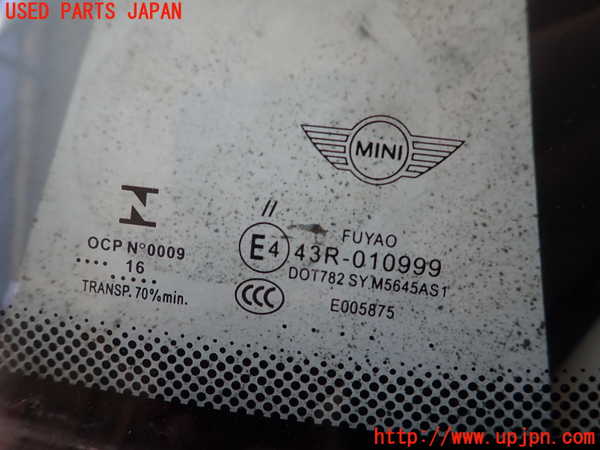 USED PARTS JAPAN
MINI
FUYAO
E4 43R-010999
OCP N°0009
DOT782 SY M5645AS1
16
TRANSP. 70%min.
CCC
E005875
http://www.upjpn.com/